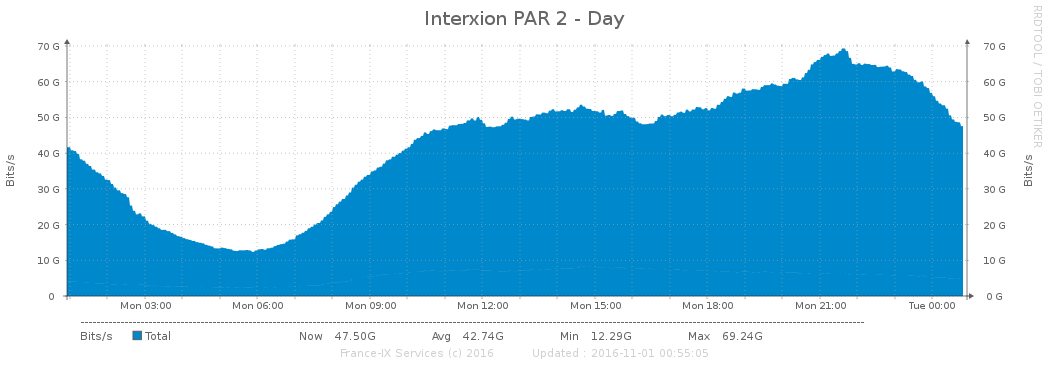 Interxion PAR 2 - Day
RRDTOOL / TOBI OETIKER
70 G 70 G
60 G 60 G
50 G 50 G
40 G 40 G
30 G 30 G
20 G 20 G
10 G 10 G
0 0 G
Bits/s
Bits/s
Mon 03:00 Mon 06:00 Mon 09:00 Mon 12:00 Mon 15:00 Mon 18:00 Mon 21:00 Tue 00:00
Bits/s Total Now 47.50G Avg 42.74G Min 12.29G Max 69.24G
France-IX Services (c) 2016 Updated : 2016-11-01 00:55:05